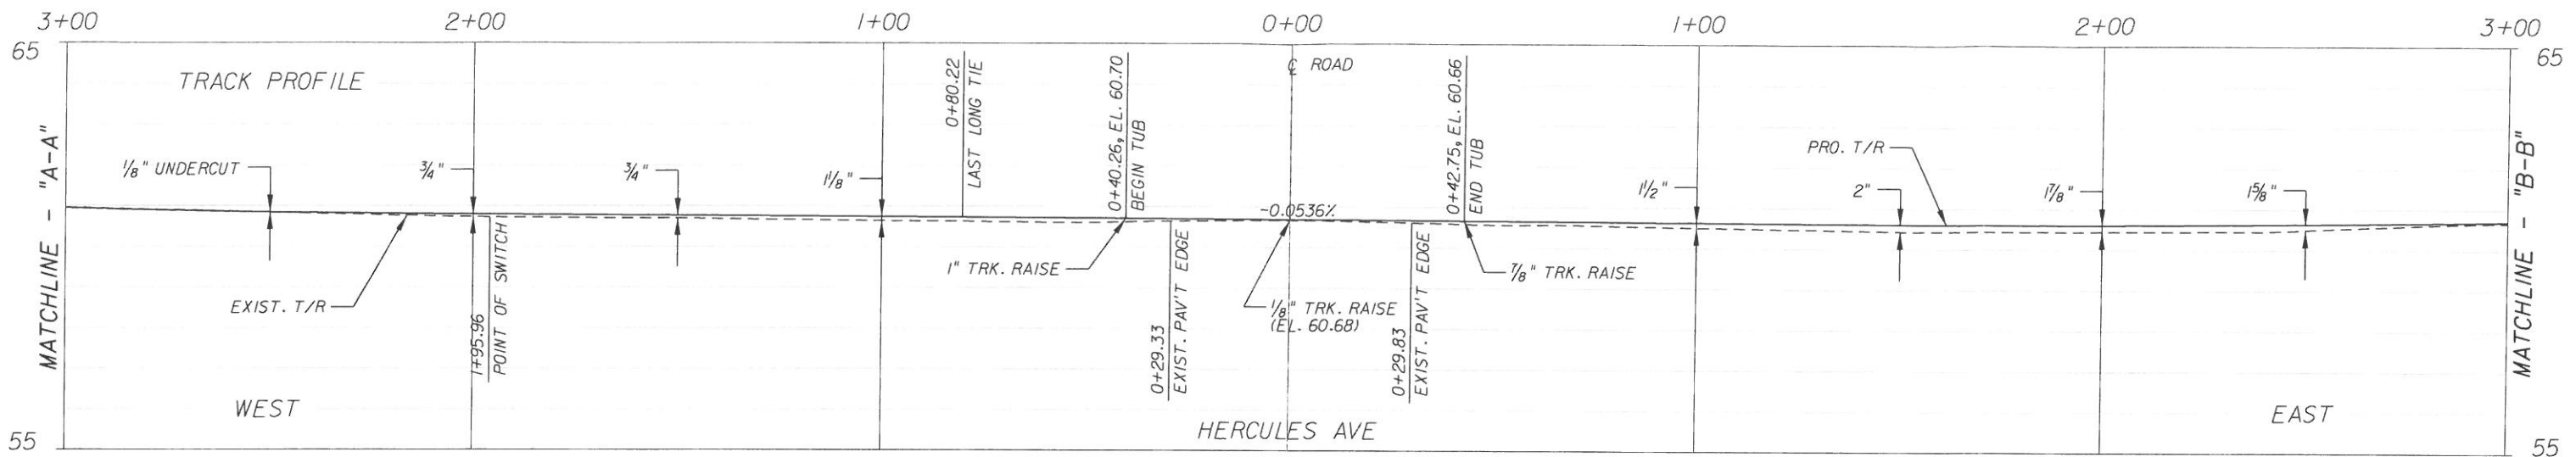 3+00 2+00 1+00 0+00 1+00 2+00 3+00
65 65
TRACK PROFILE
℄ ROAD
0+80.22
LAST LONG TIE
0+40.26, EL. 60.70
BEGIN TUB
0+42.75, EL. 60.66
END TUB
MATCHLINE - "A-A"
MATCHLINE - "B-B"
1/8" UNDERCUT
3/4"
3/4"
1 1/8"
-0.0536%
1 1/2"
2"
PRO. T/R
1 7/8"
1 5/8"
EXIST. T/R
1+95.96
POINT OF SWITCH
1" TRK. RAISE
0+29.33
EXIST. PAV'T EDGE
1/8" TRK. RAISE
(EL. 60.68)
0+29.83
EXIST. PAV'T EDGE
7/8" TRK. RAISE
WEST
HERCULES AVE
EAST
55 55